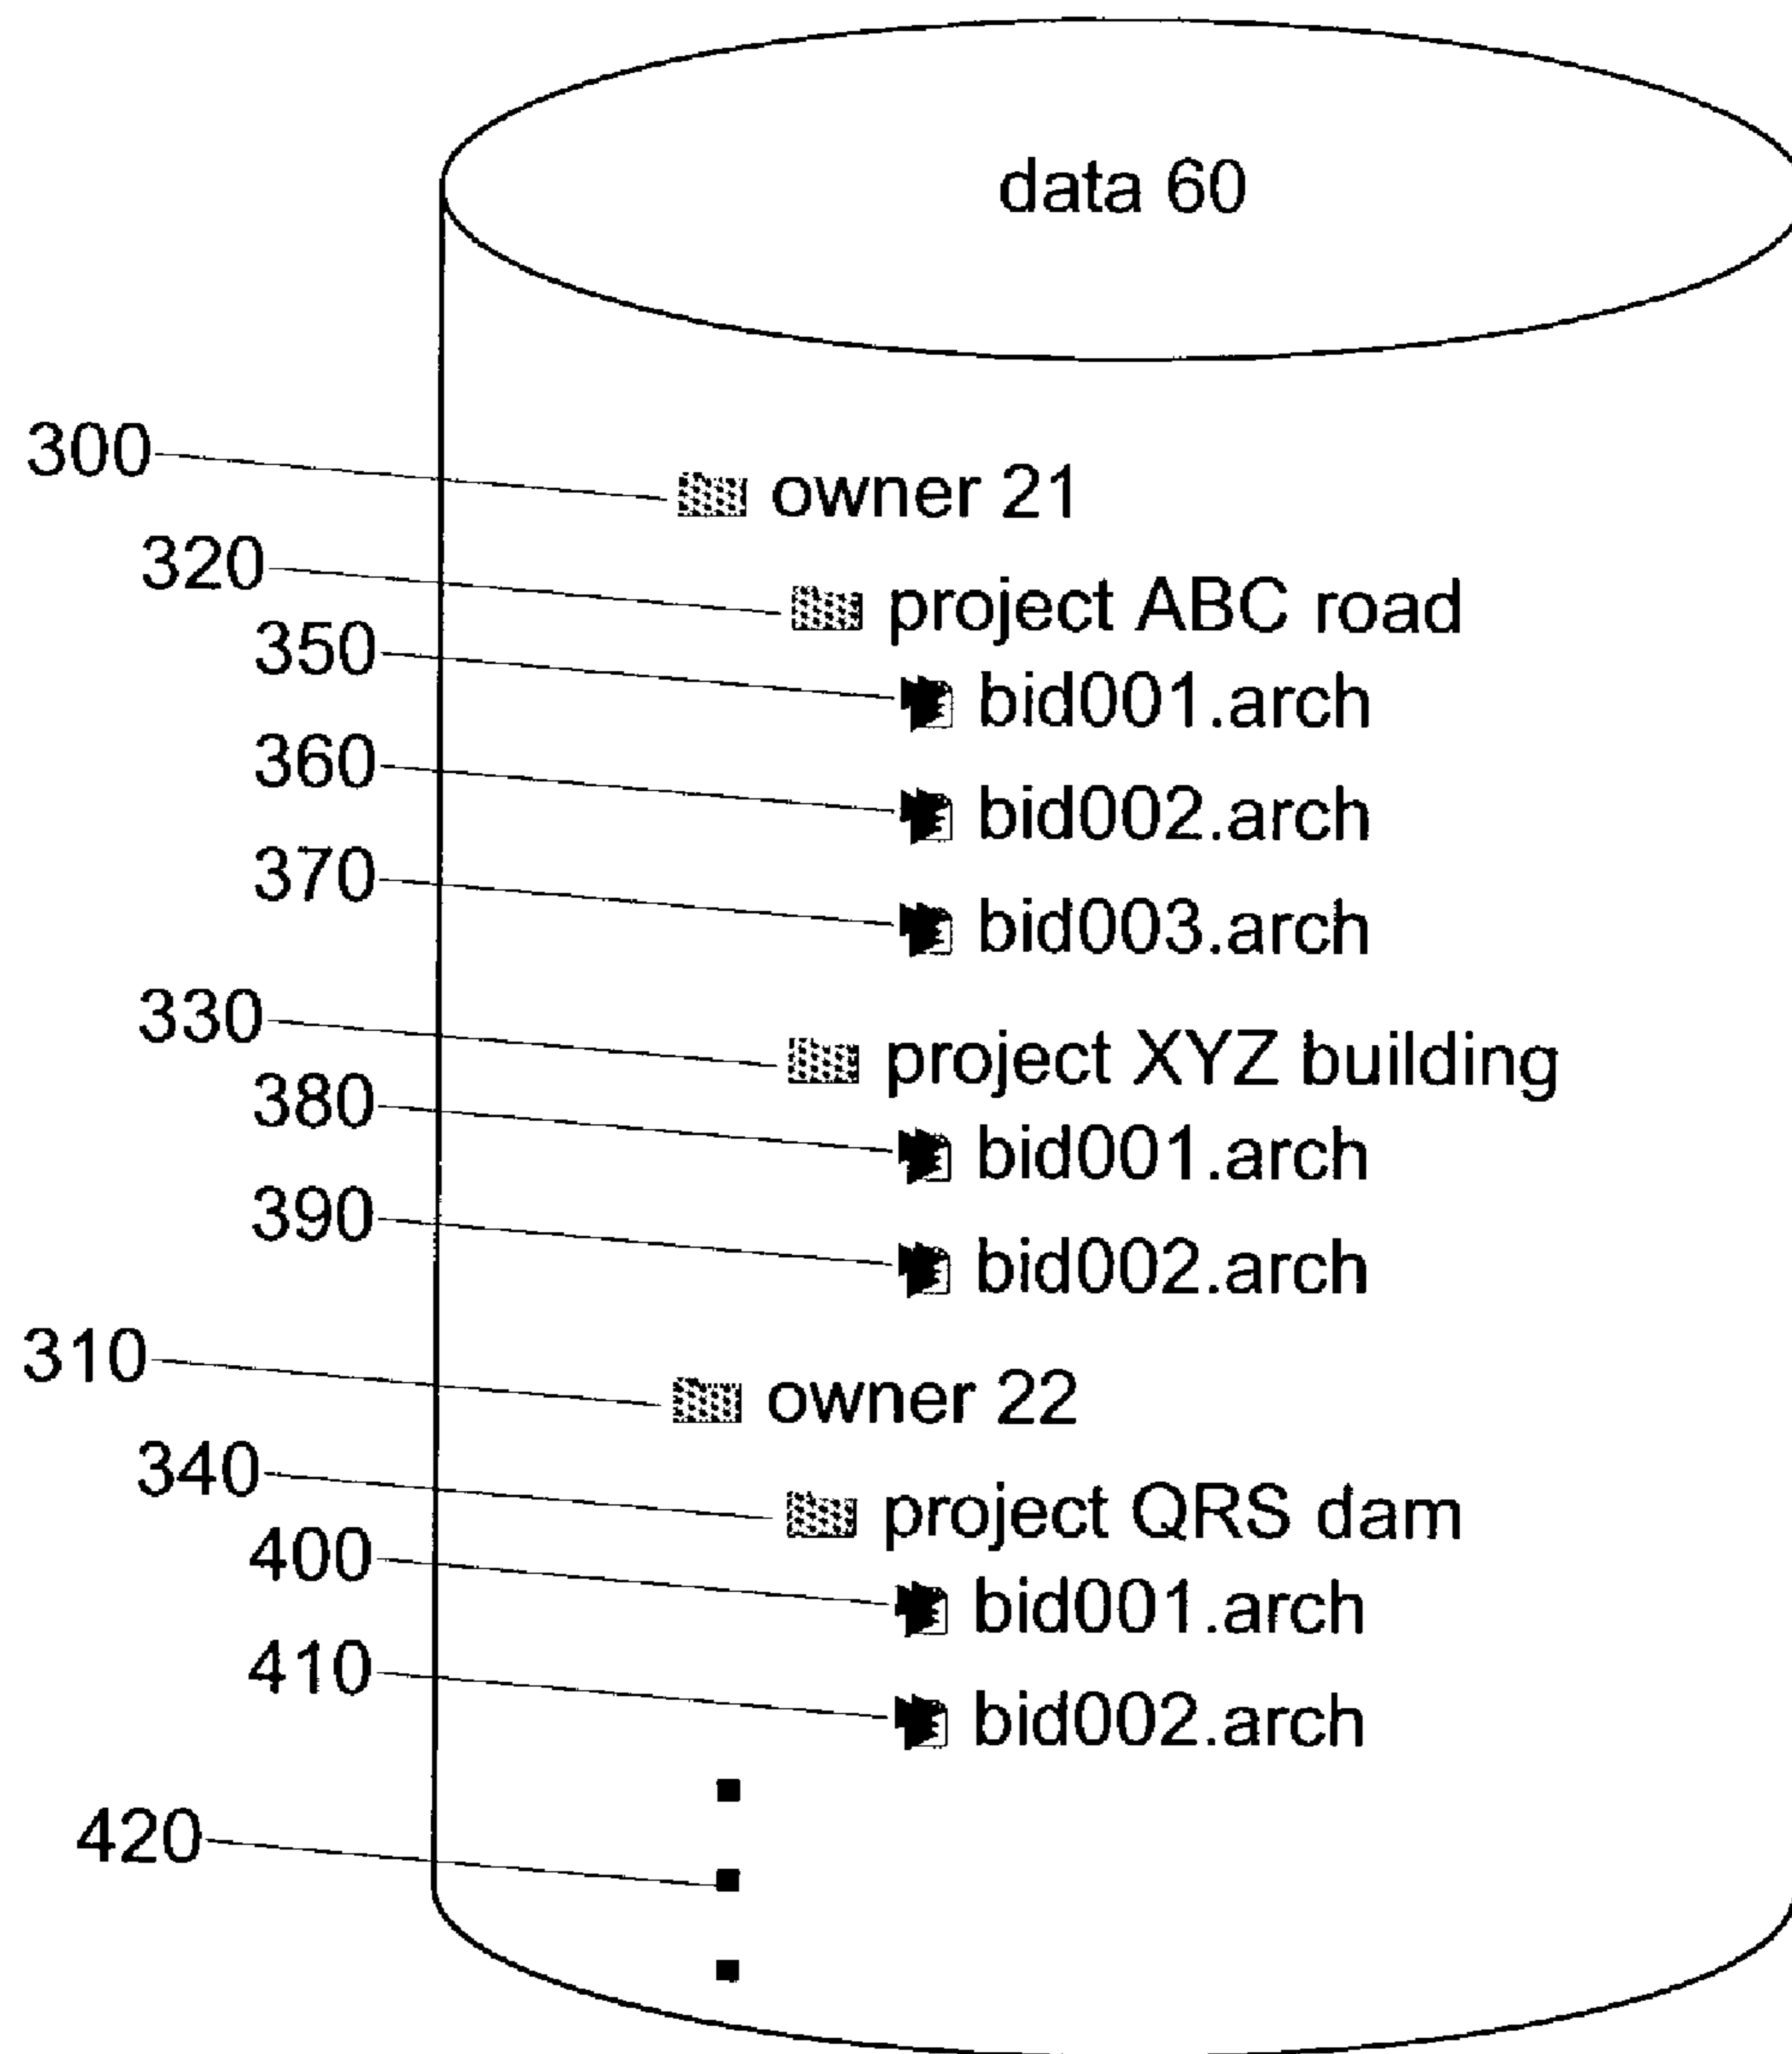 data 60
300 owner 21
320 project ABC road
350 bid001.arch
360 bid002.arch
370 bid003.arch
330 project XYZ building
380 bid001.arch
390 bid002.arch
310 owner 22
340 project QRS dam
400 bid001.arch
410 bid002.arch
420